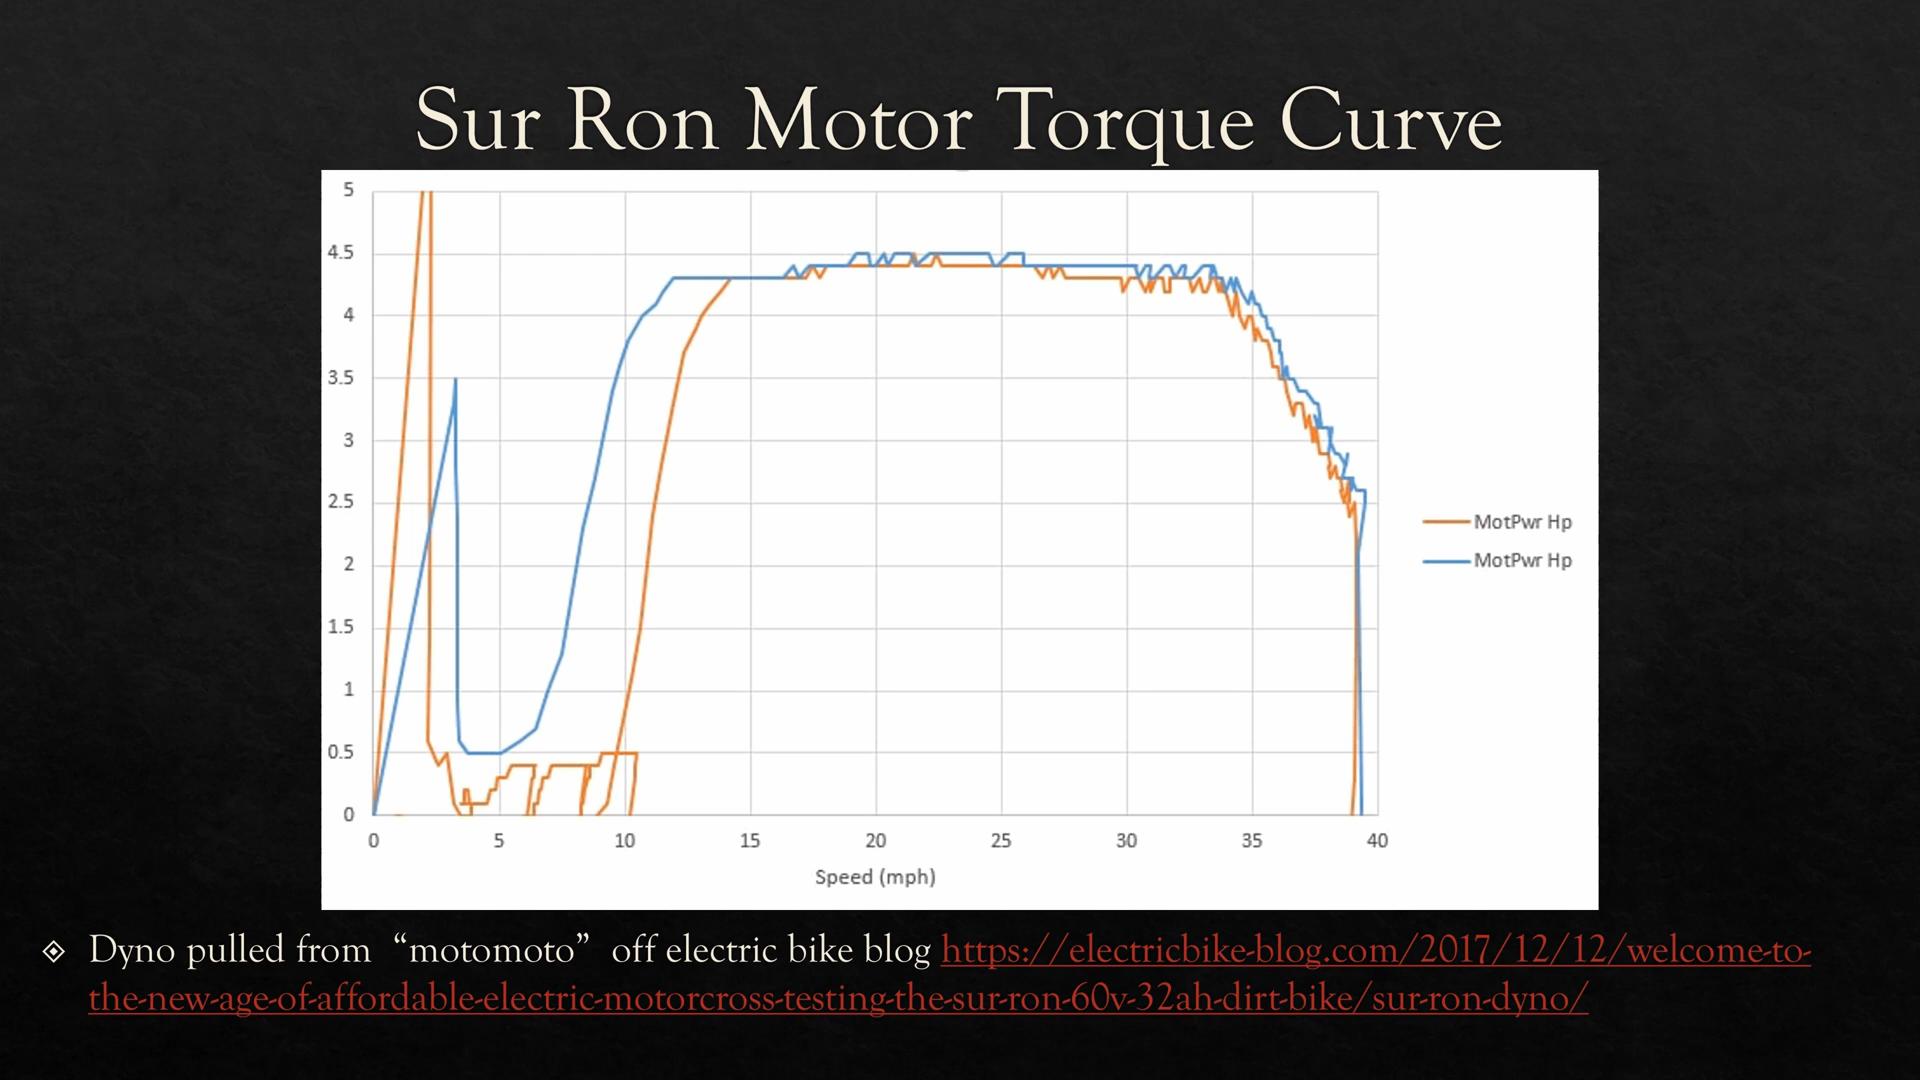 Sur Ron Motor Torque Curve
5
4.5
4
3.5
3
2.5
2
1.5
1
0.5
0
0 5 10 15 20 25 30 35 40
Speed (mph)
MotPwr Hp
MotPwr Hp
Dyno pulled from “motomoto” off electric bike blog https://electricbike-blog.com/2017/12/12/welcome-to-
the-new-age-of-affordable-electric-motorcross-testing-the-sur-ron-60v-32ah-dirt-bike/sur-ron-dyno/